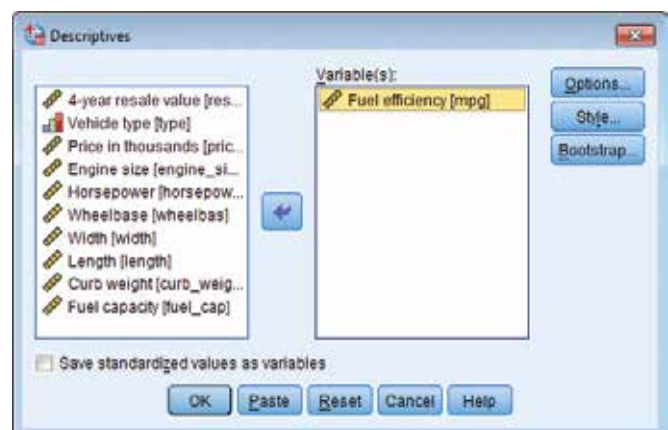 Descriptives
4-year resale value [res...
Vehicle type [type]
Price in thousands [pric...
Engine size [engine_si...
Horsepower [horsepow...
Wheelbase [wheelbas]
Width [width]
Length [length]
Curb weight [curb_weig...
Fuel capacity [fuel_cap]
Variable(s):
Fuel efficiency [mpg]
Options...
Style...
Bootstrap...
Save standardized values as variables
OK Paste Reset Cancel Help